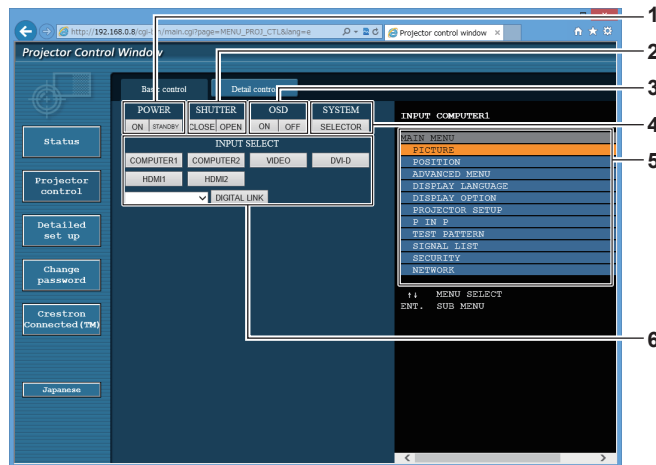 http://192.168.0.8/cgi-bin/main.cgi?page=MENU_PROJ_CTL&lang=e
Projector control window
1
Projector Control Window
2
Basic control Detail control
3
POWER SHUTTER OSD SYSTEM
INPUT COMPUTER1
ON STANDBY CLOSE OPEN ON OFF SELECTOR
4
Status
INPUT SELECT
MAIN MENU
PICTURE
COMPUTER1 COMPUTER2 VIDEO DVI-D
POSITION
5
ADVANCED MENU
Projector
control
HDMI1 HDMI2
DISPLAY LANGUAGE
DIGITAL LINK
DISPLAY OPTION
PROJECTOR SETUP
P IN P
Detailed
set up
TEST PATTERN
SIGNAL LIST
SECURITY
NETWORK
Change
password
↑↓ MENU SELECT
ENT. SUB MENU
Crestron
Connected(TM)
6
Japanese